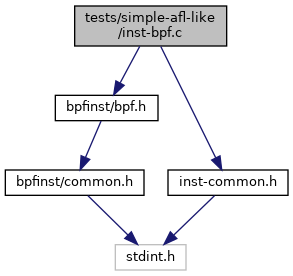 tests/simple-afl-like
/inst-bpf.c
bpfinst/bpf.h
bpfinst/common.h
inst-common.h
stdint.h